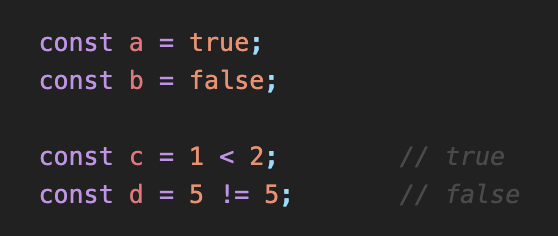 const a = true;
const b = false;

const c = 1 < 2;        // true
const d = 5 != 5;       // false